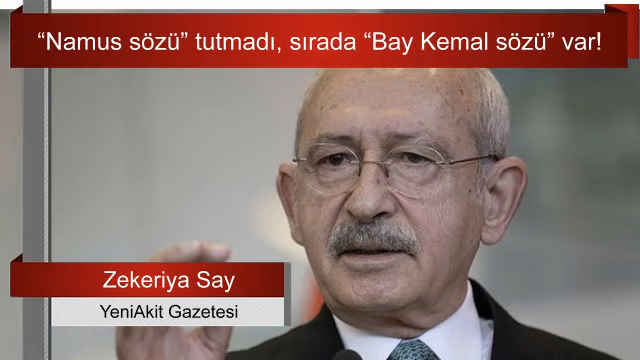 “Namus sözü” tutmadı, sırada “Bay Kemal sözü” var!
Zekeriya Say
YeniAkit Gazetesi